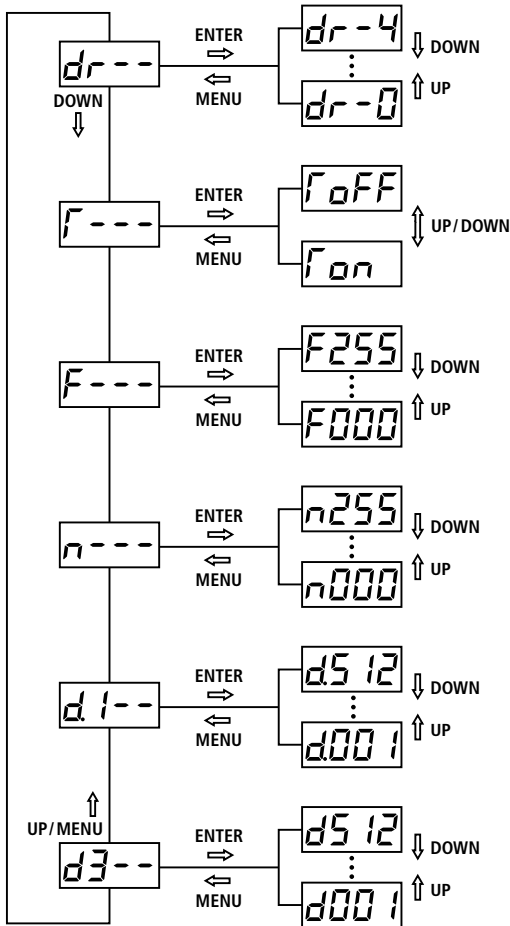 ENTER
dr-4
DOWN
dr--
DOWN
MENU
dr-0
UP
ENTER
ΓoFF
Γ---
UP/DOWN
MENU
Γon
ENTER
F255
DOWN
F---
MENU
F000
UP
ENTER
n255
DOWN
n---
MENU
n000
UP
ENTER
d.512
DOWN
d.1--
MENU
d.001
UP
UP/MENU
ENTER
d512
DOWN
d3--
MENU
d001
UP